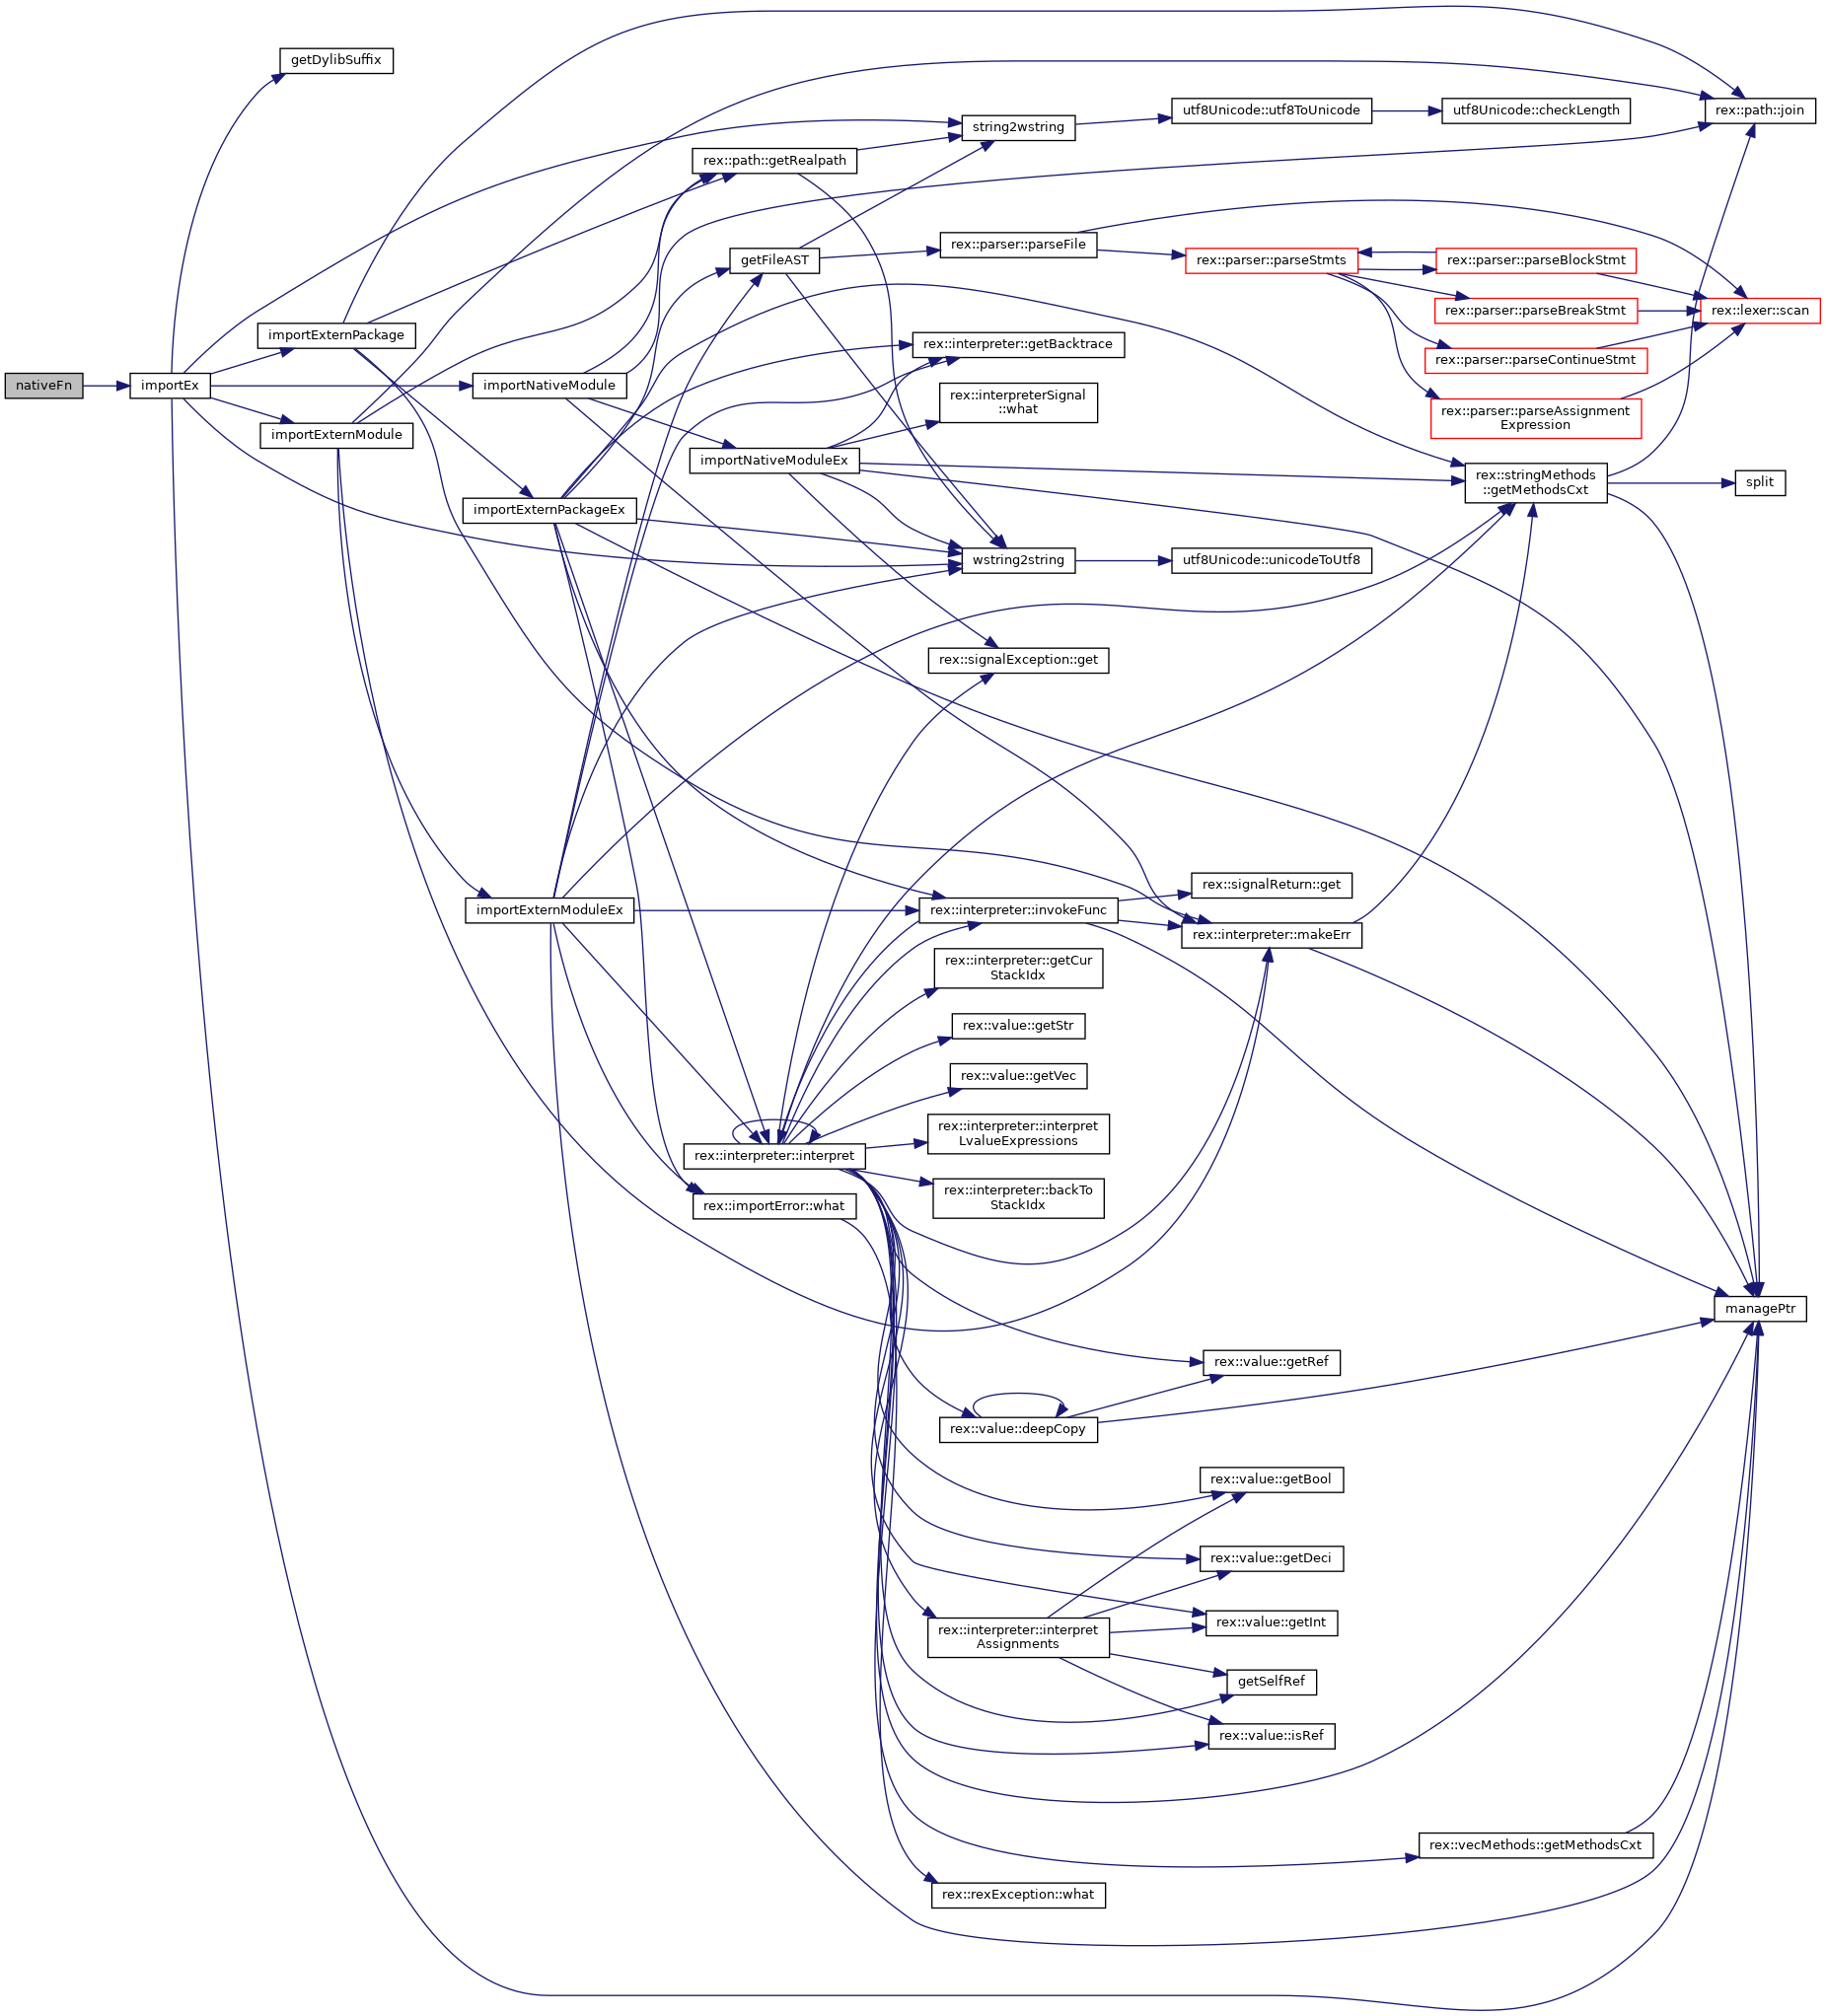 getDylibSuffix
rex::path::join
utf8Unicode::utf8ToUnicode
utf8Unicode::checkLength
string2wstring
rex::path::getRealpath
rex::parser::parseFile
getFileAST
rex::parser::parseStmts
rex::parser::parseBlockStmt
rex::parser::parseBreakStmt
rex::lexer::scan
importExternPackage
rex::interpreter::getBacktrace
rex::parser::parseContinueStmt
nativeFn
importEx
importNativeModule
rex::interpreterSignal
::what
rex::parser::parseAssignment
Expression
importExternModule
importNativeModuleEx
rex::stringMethods
::getMethodsCxt
split
importExternPackageEx
wstring2string
utf8Unicode::unicodeToUtf8
rex::signalException::get
rex::signalReturn::get
importExternModuleEx
rex::interpreter::invokeFunc
rex::interpreter::makeErr
rex::interpreter::getCur
StackIdx
rex::value::getStr
rex::value::getVec
rex::interpreter::interpret
LvalueExpressions
rex::interpreter::interpret
rex::interpreter::backTo
StackIdx
rex::importError::what
managePtr
rex::value::getRef
rex::value::deepCopy
rex::value::getBool
rex::value::getDeci
rex::value::getInt
rex::interpreter::interpret
Assignments
getSelfRef
rex::value::isRef
rex::vecMethods::getMethodsCxt
rex::rexException::what